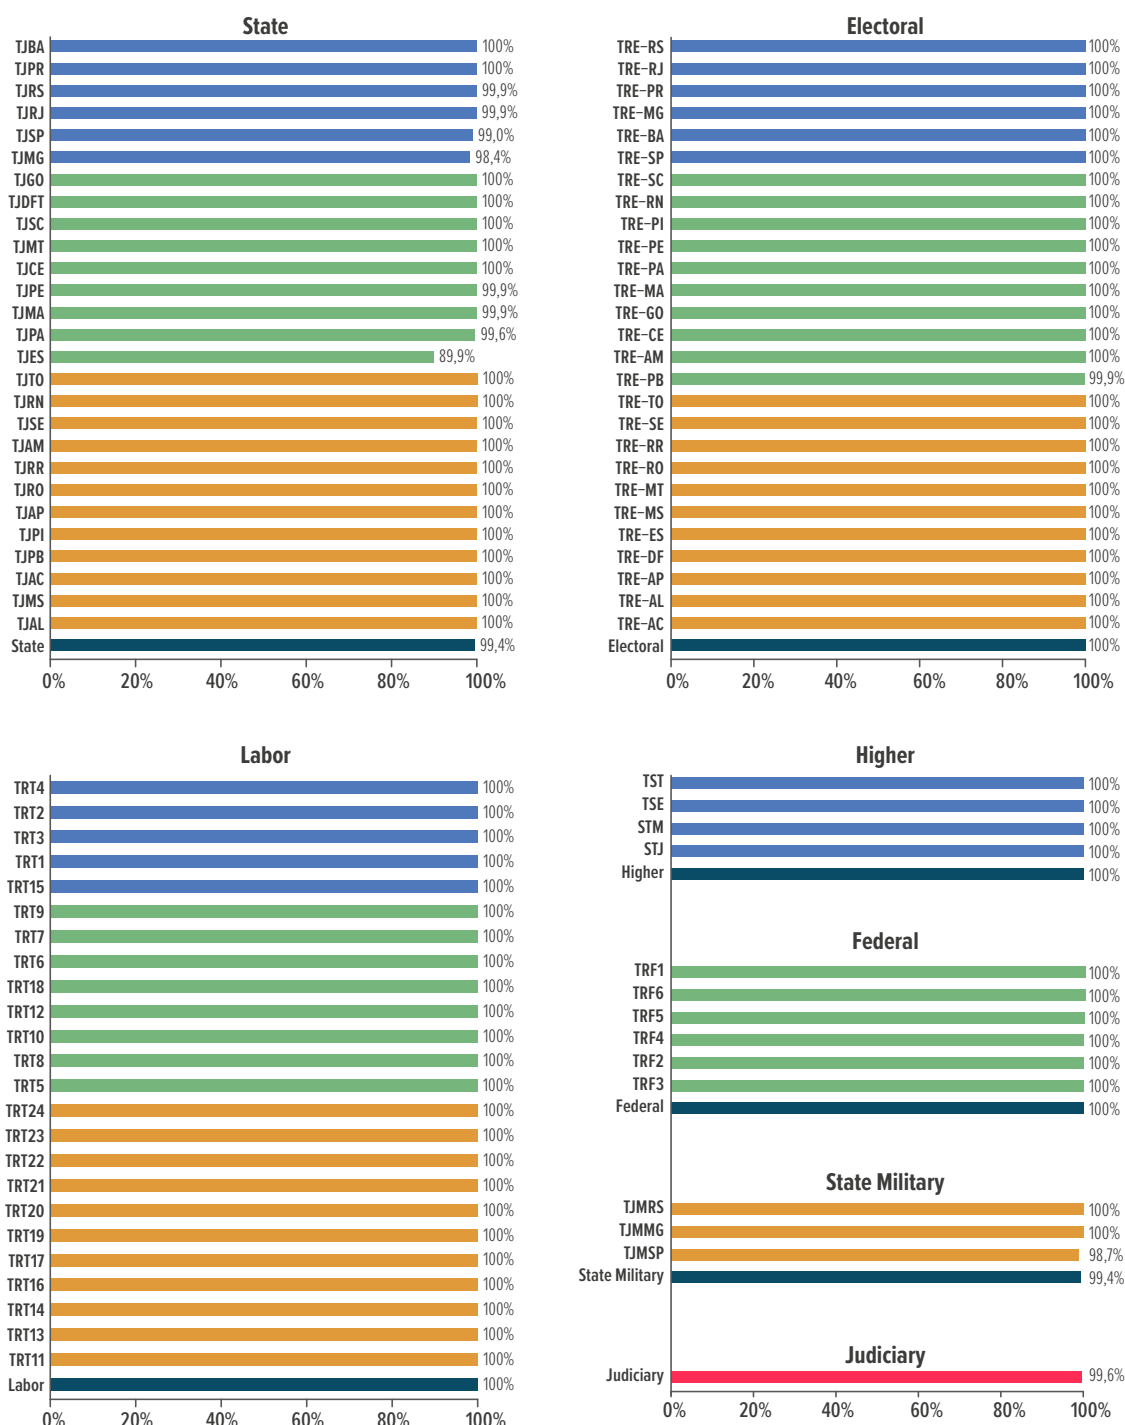 State
TJBA 100%
TJPR 100%
TJRS 99,9%
TJRJ 99,9%
TJSP 99,0%
TJMG 98,4%
TJGO 100%
TJDFT 100%
TJSC 100%
TJMT 100%
TJCE 100%
TJPE 99,9%
TJMA 99,9%
TJPA 99,6%
TJES 89,9%
TJTO 100%
TJRN 100%
TJSE 100%
TJAM 100%
TJRR 100%
TJRO 100%
TJAP 100%
TJPI 100%
TJPB 100%
TJAC 100%
TJMS 100%
TJAL 100%
State 99,4%
0% 20% 40% 60% 80% 100%
Electoral
TRE-RS 100%
TRE-RJ 100%
TRE-PR 100%
TRE-MG 100%
TRE-BA 100%
TRE-SP 100%
TRE-SC 100%
TRE-RN 100%
TRE-PI 100%
TRE-PE 100%
TRE-PA 100%
TRE-MA 100%
TRE-GO 100%
TRE-CE 100%
TRE-AM 100%
TRE-PB 99,9%
TRE-TO 100%
TRE-SE 100%
TRE-RR 100%
TRE-RO 100%
TRE-MT 100%
TRE-MS 100%
TRE-ES 100%
TRE-DF 100%
TRE-AP 100%
TRE-AL 100%
TRE-AC 100%
Electoral 100%
0% 20% 40% 60% 80% 100%
Labor
TRT4 100%
TRT2 100%
TRT3 100%
TRT1 100%
TRT15 100%
TRT9 100%
TRT7 100%
TRT6 100%
TRT18 100%
TRT12 100%
TRT10 100%
TRT8 100%
TRT5 100%
TRT24 100%
TRT23 100%
TRT22 100%
TRT21 100%
TRT20 100%
TRT19 100%
TRT17 100%
TRT16 100%
TRT14 100%
TRT13 100%
TRT11 100%
Labor 100%
0% 20% 40% 60% 80% 100%
Higher
TST 100%
TSE 100%
STM 100%
STJ 100%
Higher 100%
Federal
TRF1 100%
TRF6 100%
TRF5 100%
TRF4 100%
TRF2 100%
TRF3 100%
Federal 100%
State Military
TJMRS 100%
TJMMG 100%
TJMSP 98,7%
State Military 99,4%
Judiciary
Judiciary 99,6%
0% 20% 40% 60% 80% 100%